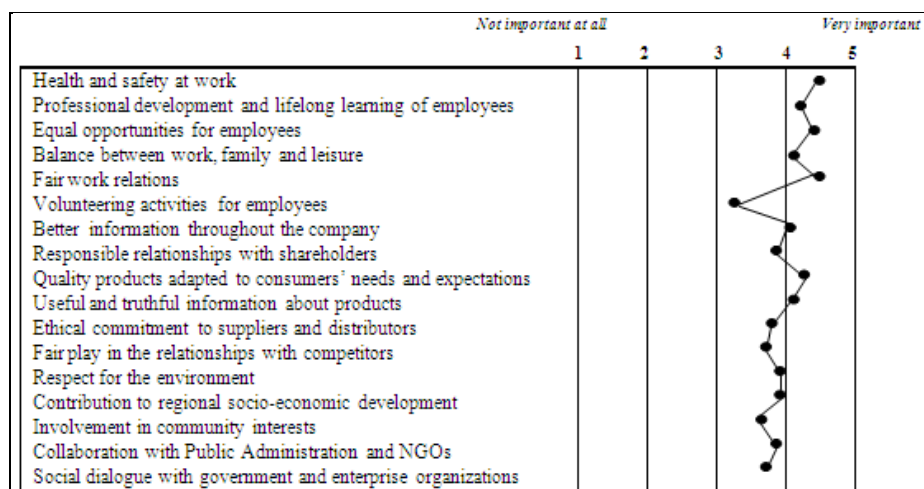 Not important at all Very important
1 2 3 4 5
Health and safety at work
Professional development and lifelong learning of employees
Equal opportunities for employees
Balance between work, family and leisure
Fair work relations
Volunteering activities for employees
Better information throughout the company
Responsible relationships with shareholders
Quality products adapted to consumers’ needs and expectations
Useful and truthful information about products
Ethical commitment to suppliers and distributors
Fair play in the relationships with competitors
Respect for the environment
Contribution to regional socio-economic development
Involvement in community interests
Collaboration with Public Administration and NGOs
Social dialogue with government and enterprise organizations